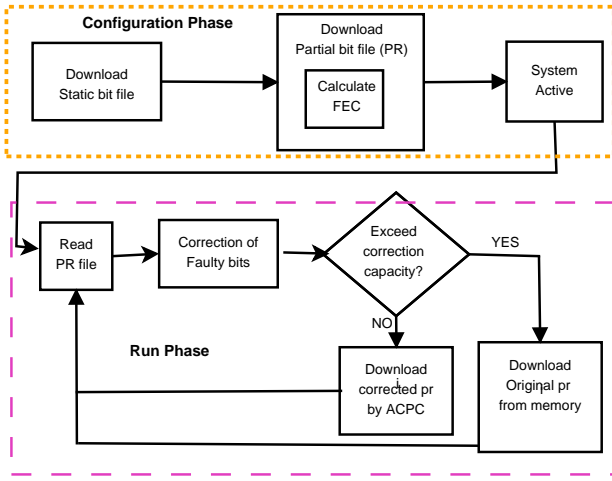 Configuration Phase
Download
Static bit file
Download
Partial bit file (PR)
Calculate
FEC
System
Active
Read
PR file
Correction of
Faulty bits
Exceed
correction
capacity?
YES
NO
Run Phase
Download
corrected pr
by ACPC
Download
Original pr
from memory